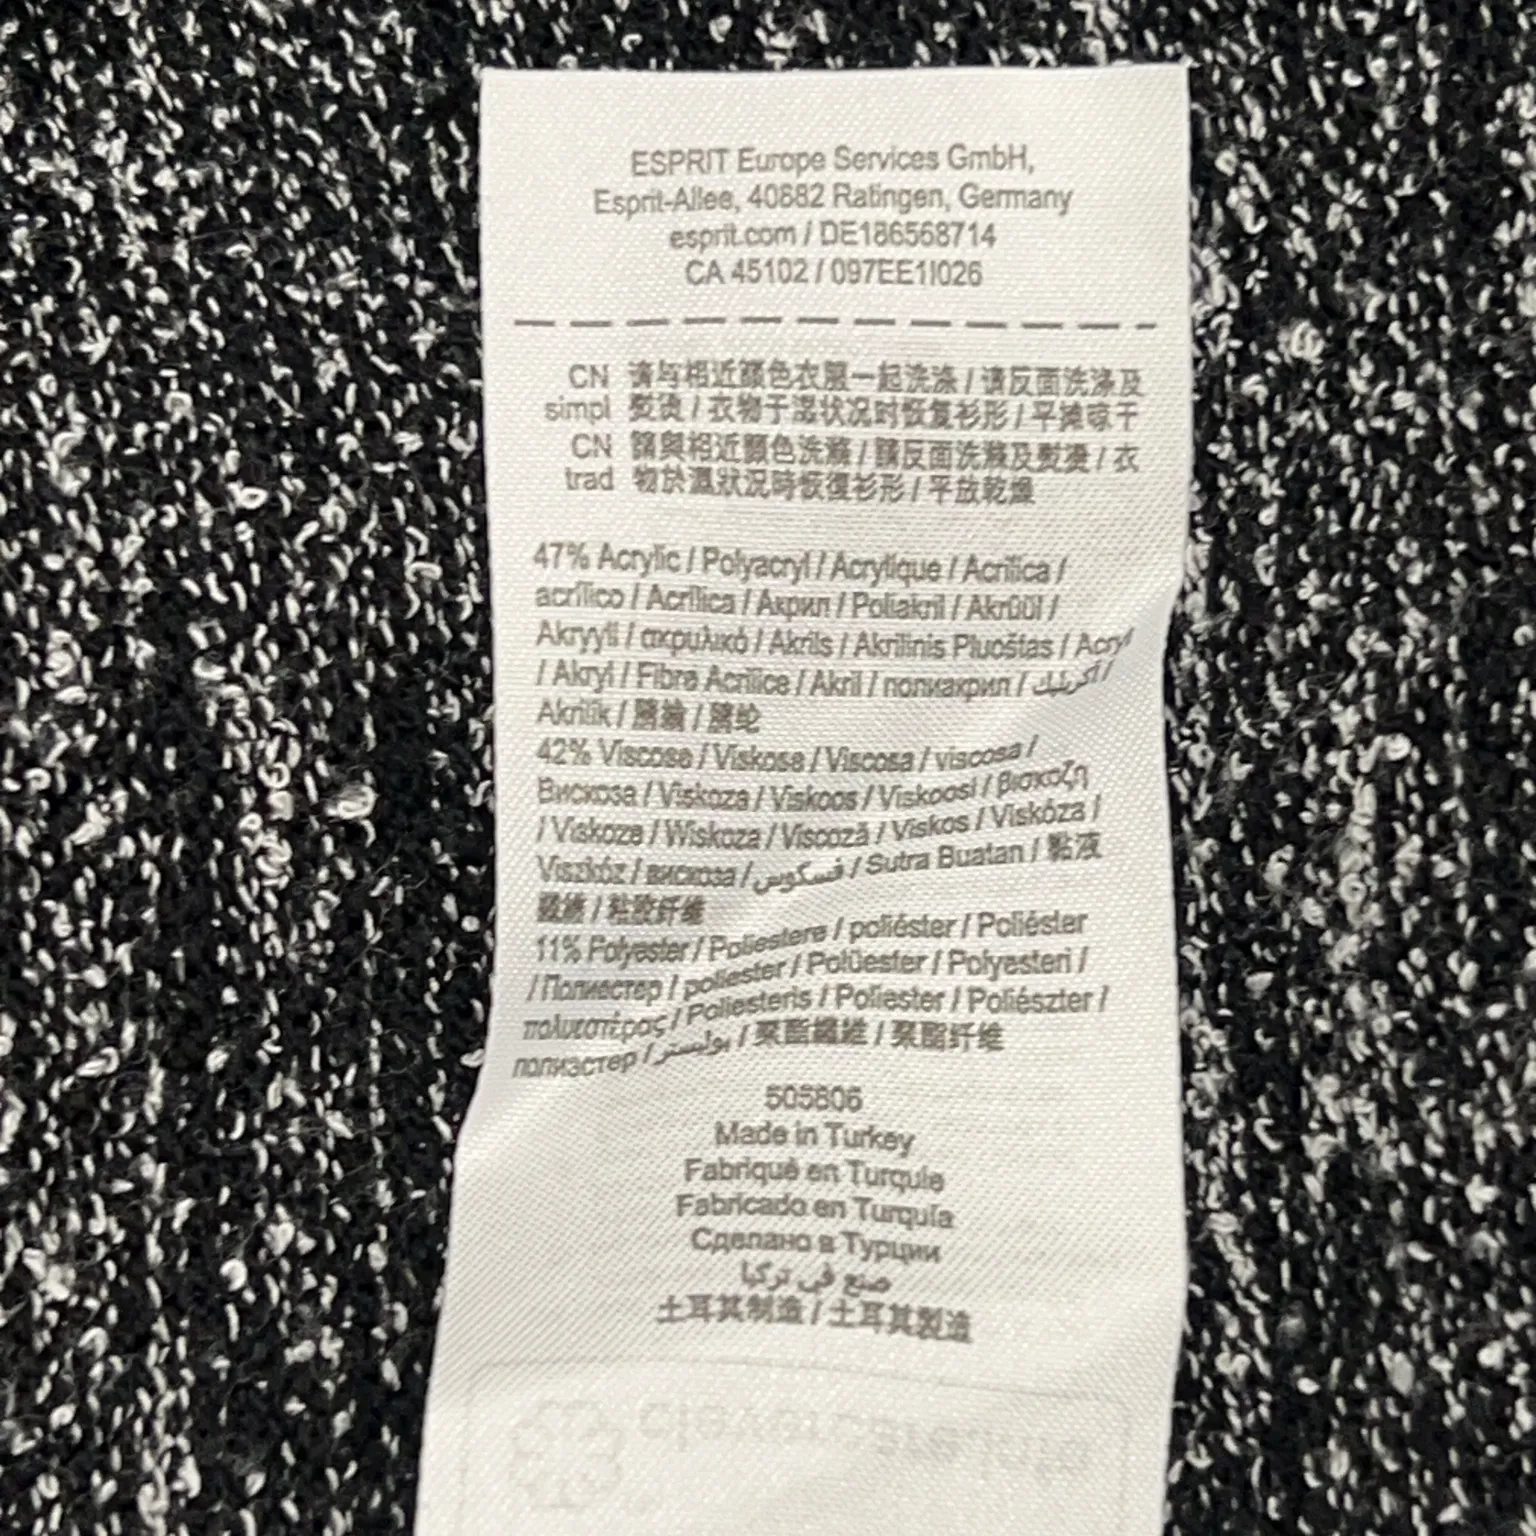 ESPRIT Europe Services GmbH,
Esprit-Allee, 40882 Ratingen, Germany
esprit.com / DE186568714
CA 45102 / 097EE1I026
CN 请与相近颜色衣服一起洗涤 / 请反面洗涤及
simpl 熨烫 / 衣物于湿状况时恢复衫形 / 平摊晾干
CN 請與相近顏色洗滌 / 請反面洗滌及熨燙 / 衣
trad 物於濕狀況時恢復衫形 / 平放乾燥
47% Acrylic / Polyacryl / Acrylique / Acrilica /
acrílico / Acrílica / Акрил / Poliakril / Akrüül /
Akryyli / ακρυλικό / Akrils / Akrilinis Pluoštas / Acryl
/ Akryl / Fibre Acrilice / Akril / полиакрил / أكريليك /
Akrilik / 腈綸 / 腈纶
42% Viscose / Viskose / Viscosa / viscosa /
Вискоза / Viskoza / Viskoos / Viskoosi / βισκοζη
/ Viskoze / Wiskoza / Viscoză / Viskos / Viskóza /
Viszkóz / вискоза / فسكوس / Sutra Buatan / 黏液
纖維 / 粘胶纤维
11% Polyester / Poliestere / poliéster / Poliéster
/ Полиестер / poliester / Polüester / Polyesteri /
πολυεστέρας / Poliesteris / Poliester / Poliészter /
полиэстер / بوليستر / 聚酯纖維 / 聚酯纤维
505806
Made in Turkey
Fabriqué en Turquie
Fabricado en Turquía
Сделано в Турции
صنع في تركيا
土耳其制造 / 土耳其製造